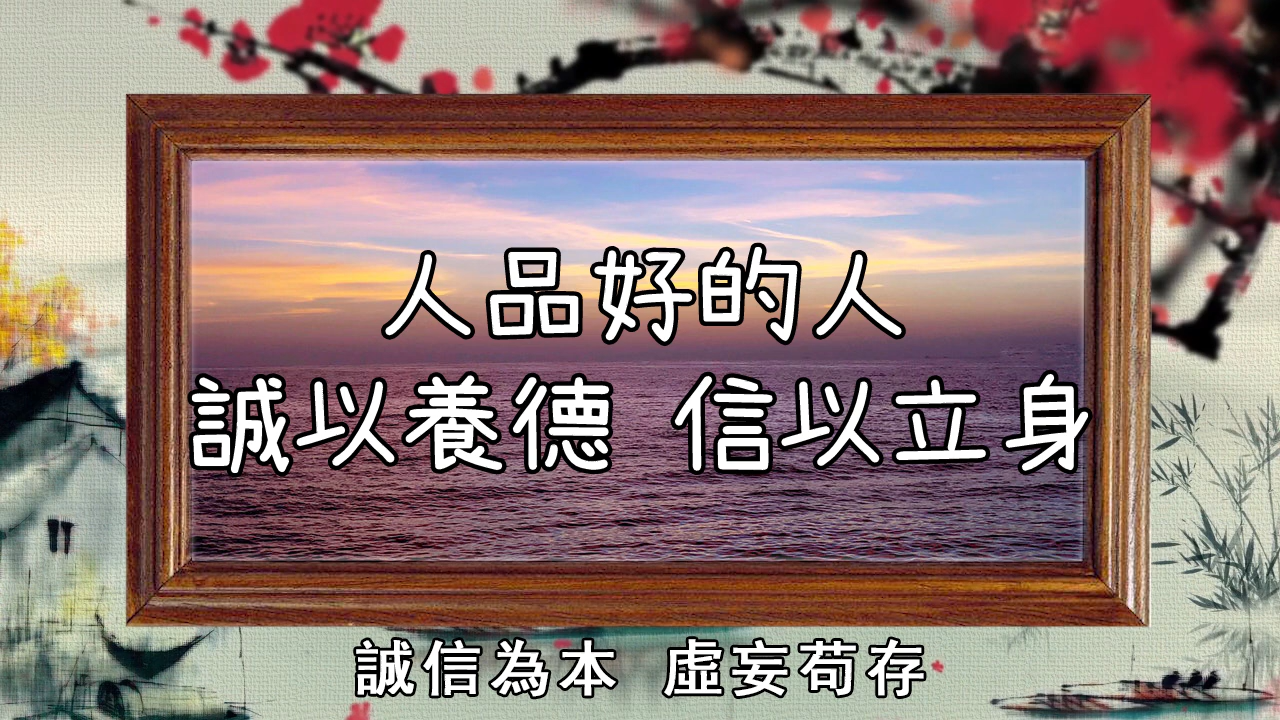 人品好的人
誠以養德 信以立身
誠信為本 虛妄苟存